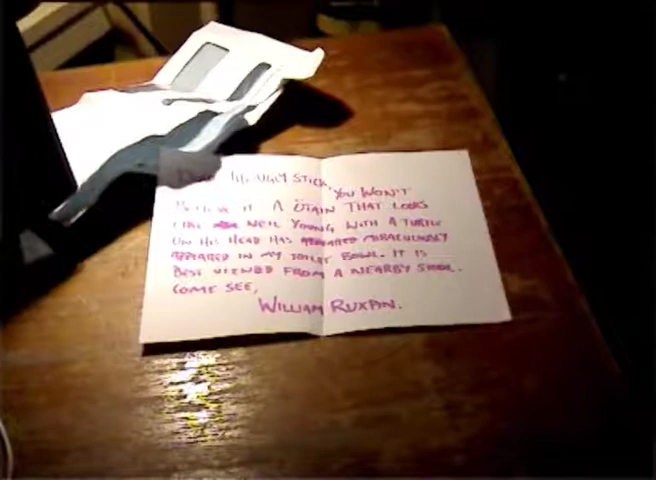 UGLY STICK, YOU WON'T
BELIEVE IT A STAIN THAT LOOKS
LIKE NEIL YOUNG WITH A TURTLE
ON HIS HEAD HAS MIRACULOUSLY
APPEARED IN MY TOILET BOWL. IT IS
BEST VIEWED FROM A NEARBY STOOL.
COME SEE,
WILLIAM RUXPIN.